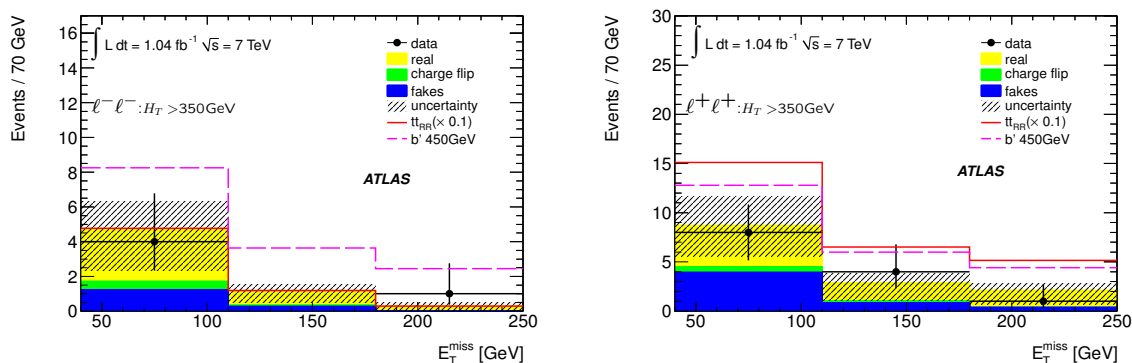 Events / 70 GeV
16
14
12
10
8
6
4
2
0
∫ L dt = 1.04 fb⁻¹ √s = 7 TeV
ℓ⁻ℓ⁻ : H_T > 350GeV
data
real
charge flip
fakes
uncertainty
tt_RR(× 0.1)
b' 450GeV
ATLAS
50 100 150 200 250
E_T^miss [GeV]
Events / 70 GeV
30
25
20
15
10
5
0
∫ L dt = 1.04 fb⁻¹ √s = 7 TeV
ℓ⁺ℓ⁺ : H_T > 350GeV
data
real
charge flip
fakes
uncertainty
tt_RR(× 0.1)
b' 450GeV
ATLAS
50 100 150 200 250
E_T^miss [GeV]